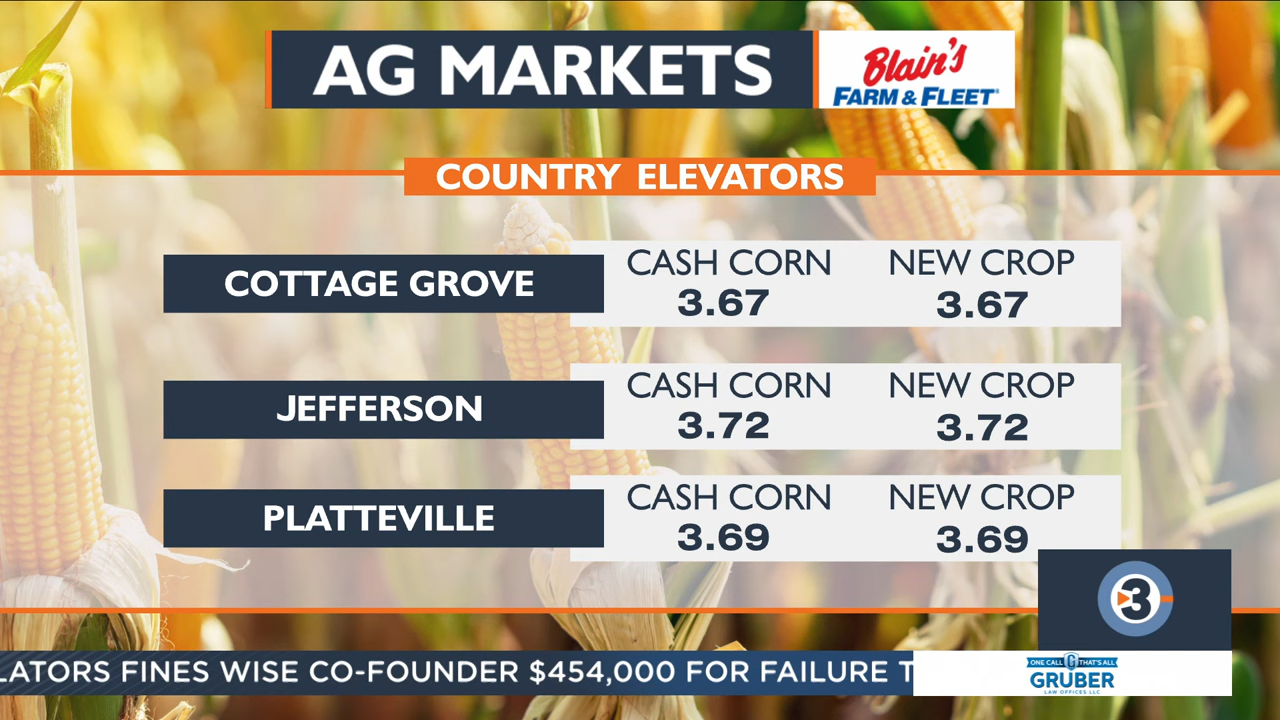 AG MARKETS
Blain's
FARM & FLEET
COUNTRY ELEVATORS
COTTAGE GROVE
CASH CORN NEW CROP
3.67 3.67
JEFFERSON
CASH CORN NEW CROP
3.72 3.72
PLATTEVILLE
CASH CORN NEW CROP
3.69 3.69
3
LATORS FINES WISE CO-FOUNDER $454,000 FOR FAILURE T
ONE CALL G THAT'S ALL
GRUBER
LAW OFFICES LLC